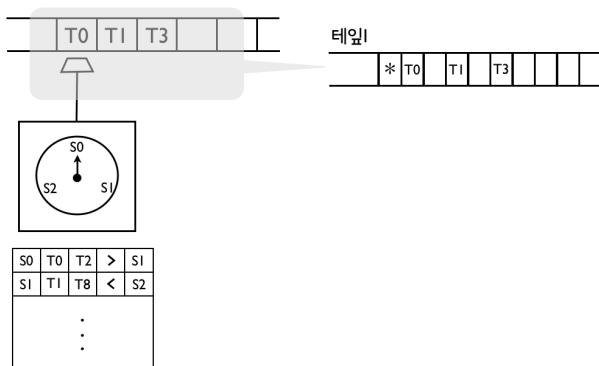 T0 T1 T3
테잎1
* T0 T1 T3
S0
S2 S1
S0 T0 T2 > S1
S1 T1 T8 < S2